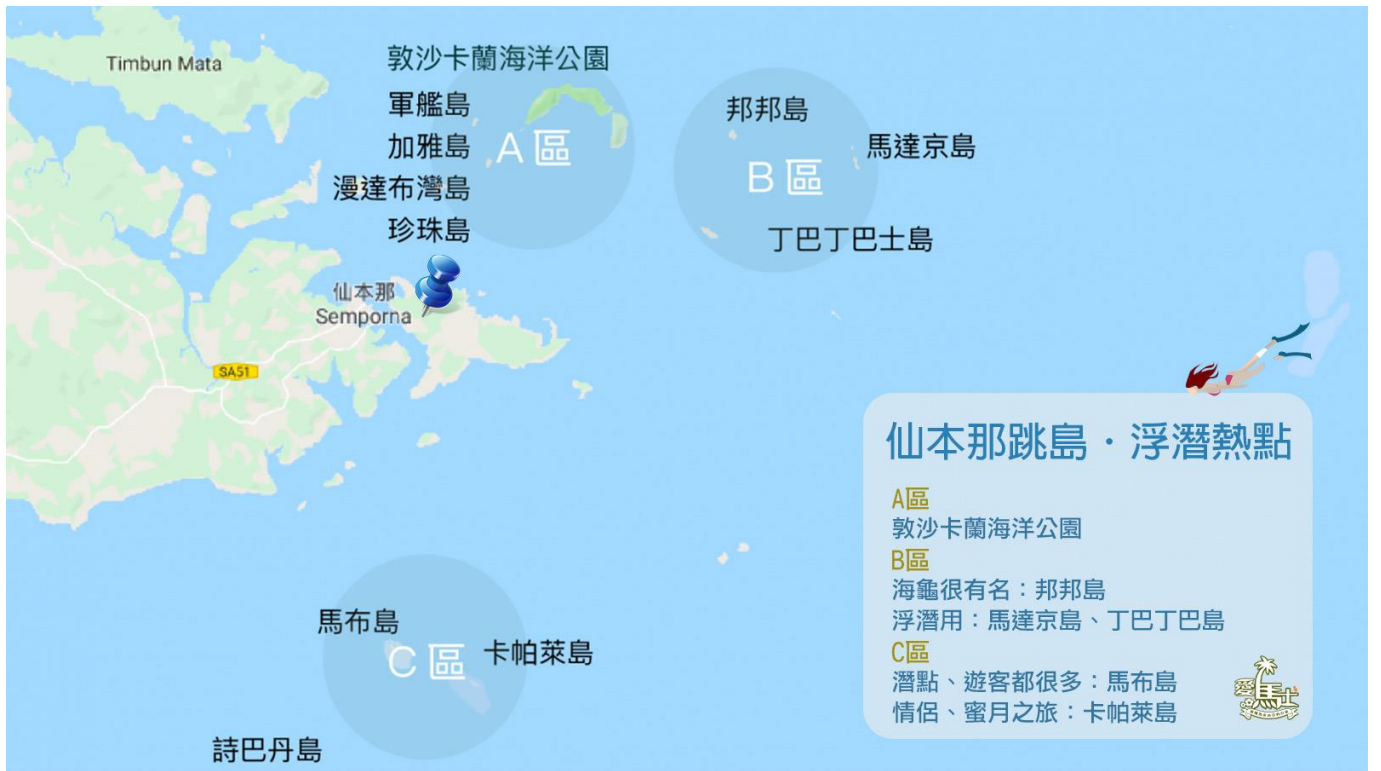 Timbun Mata
敦沙卡蘭海洋公園
軍艦島
加雅島
漫達布灣島
珍珠島
A 區
邦邦島
馬達京島
B 區
丁巴丁巴士島
仙本那
Semporna
SA51
仙本那跳島・浮潛熱點
A區
敦沙卡蘭海洋公園
B區
海龜很有名：邦邦島
浮潛用：馬達京島、丁巴丁巴島
C區
潛點、遊客都很多：馬布島
情侶、蜜月之旅：卡帕萊島
馬布島
C 區
卡帕萊島
詩巴丹島
愛馬士